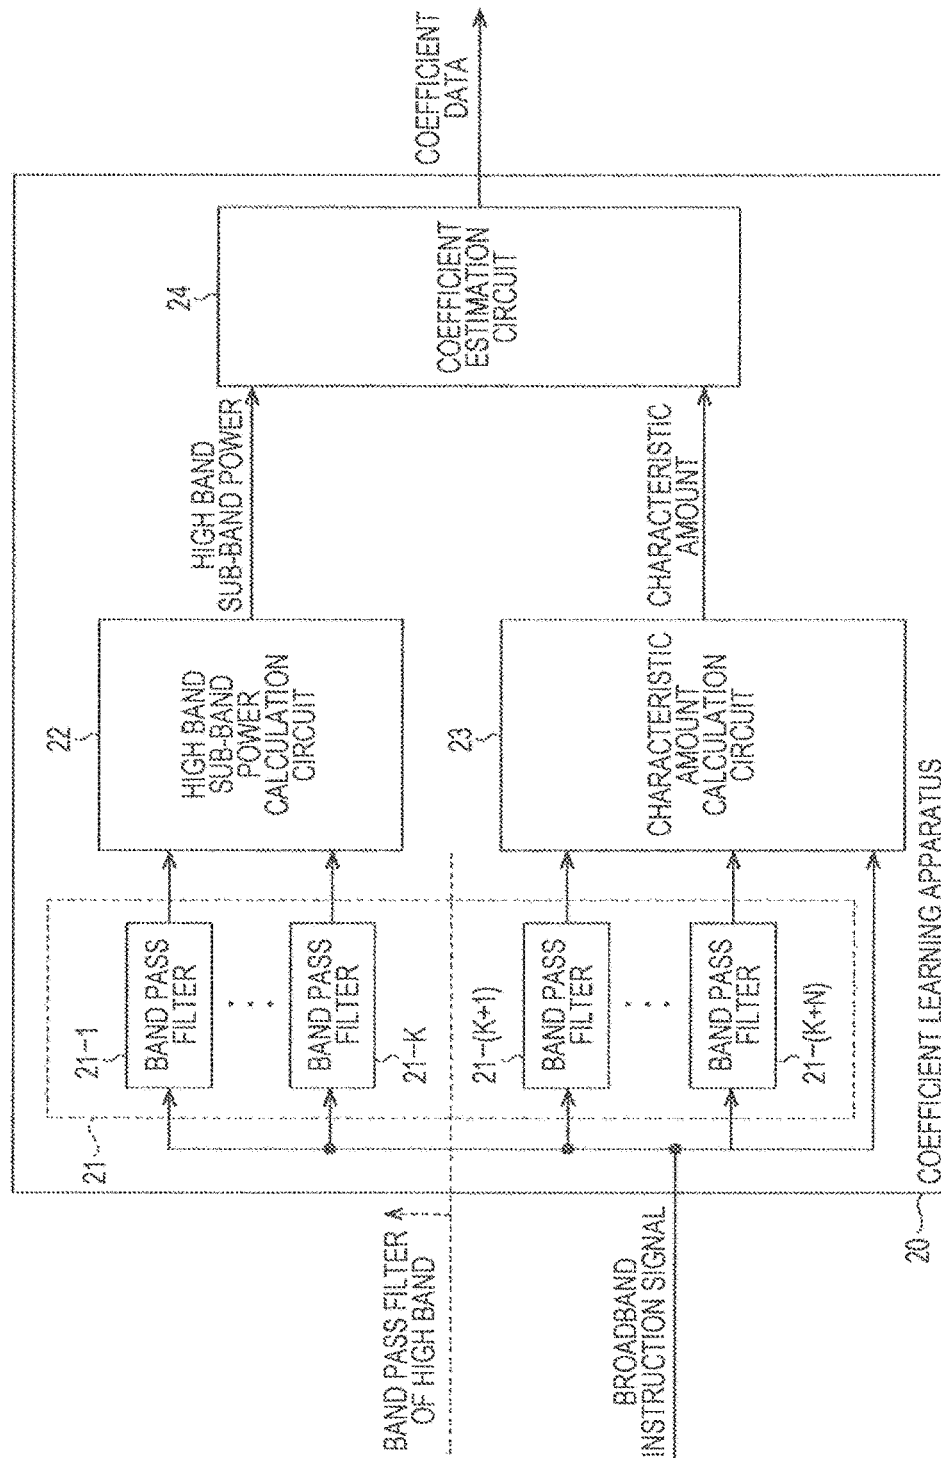 BAND PASS FILTER
OF HIGH BAND
BROADBAND
INSTRUCTION SIGNAL
20
COEFFICIENT LEARNING APPARATUS
21
21-1
BAND PASS
FILTER
. . .
BAND PASS
FILTER
21-K
21-(K+1)
BAND PASS
FILTER
. . .
BAND PASS
FILTER
21-(K+N)
22
HIGH BAND
SUB-BAND
POWER
CALCULATION
CIRCUIT
23
CHARACTERISTIC
AMOUNT
CALCULATION
CIRCUIT
HIGH BAND
SUB-BAND POWER
CHARACTERISTIC
AMOUNT
24
COEFFICIENT
ESTIMATION
CIRCUIT
COEFFICIENT
DATA